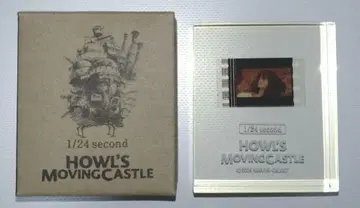 1/24 second
HOWL'S
MOVING CASTLE
1/24 second
HOWL'S
MOVING CASTLE